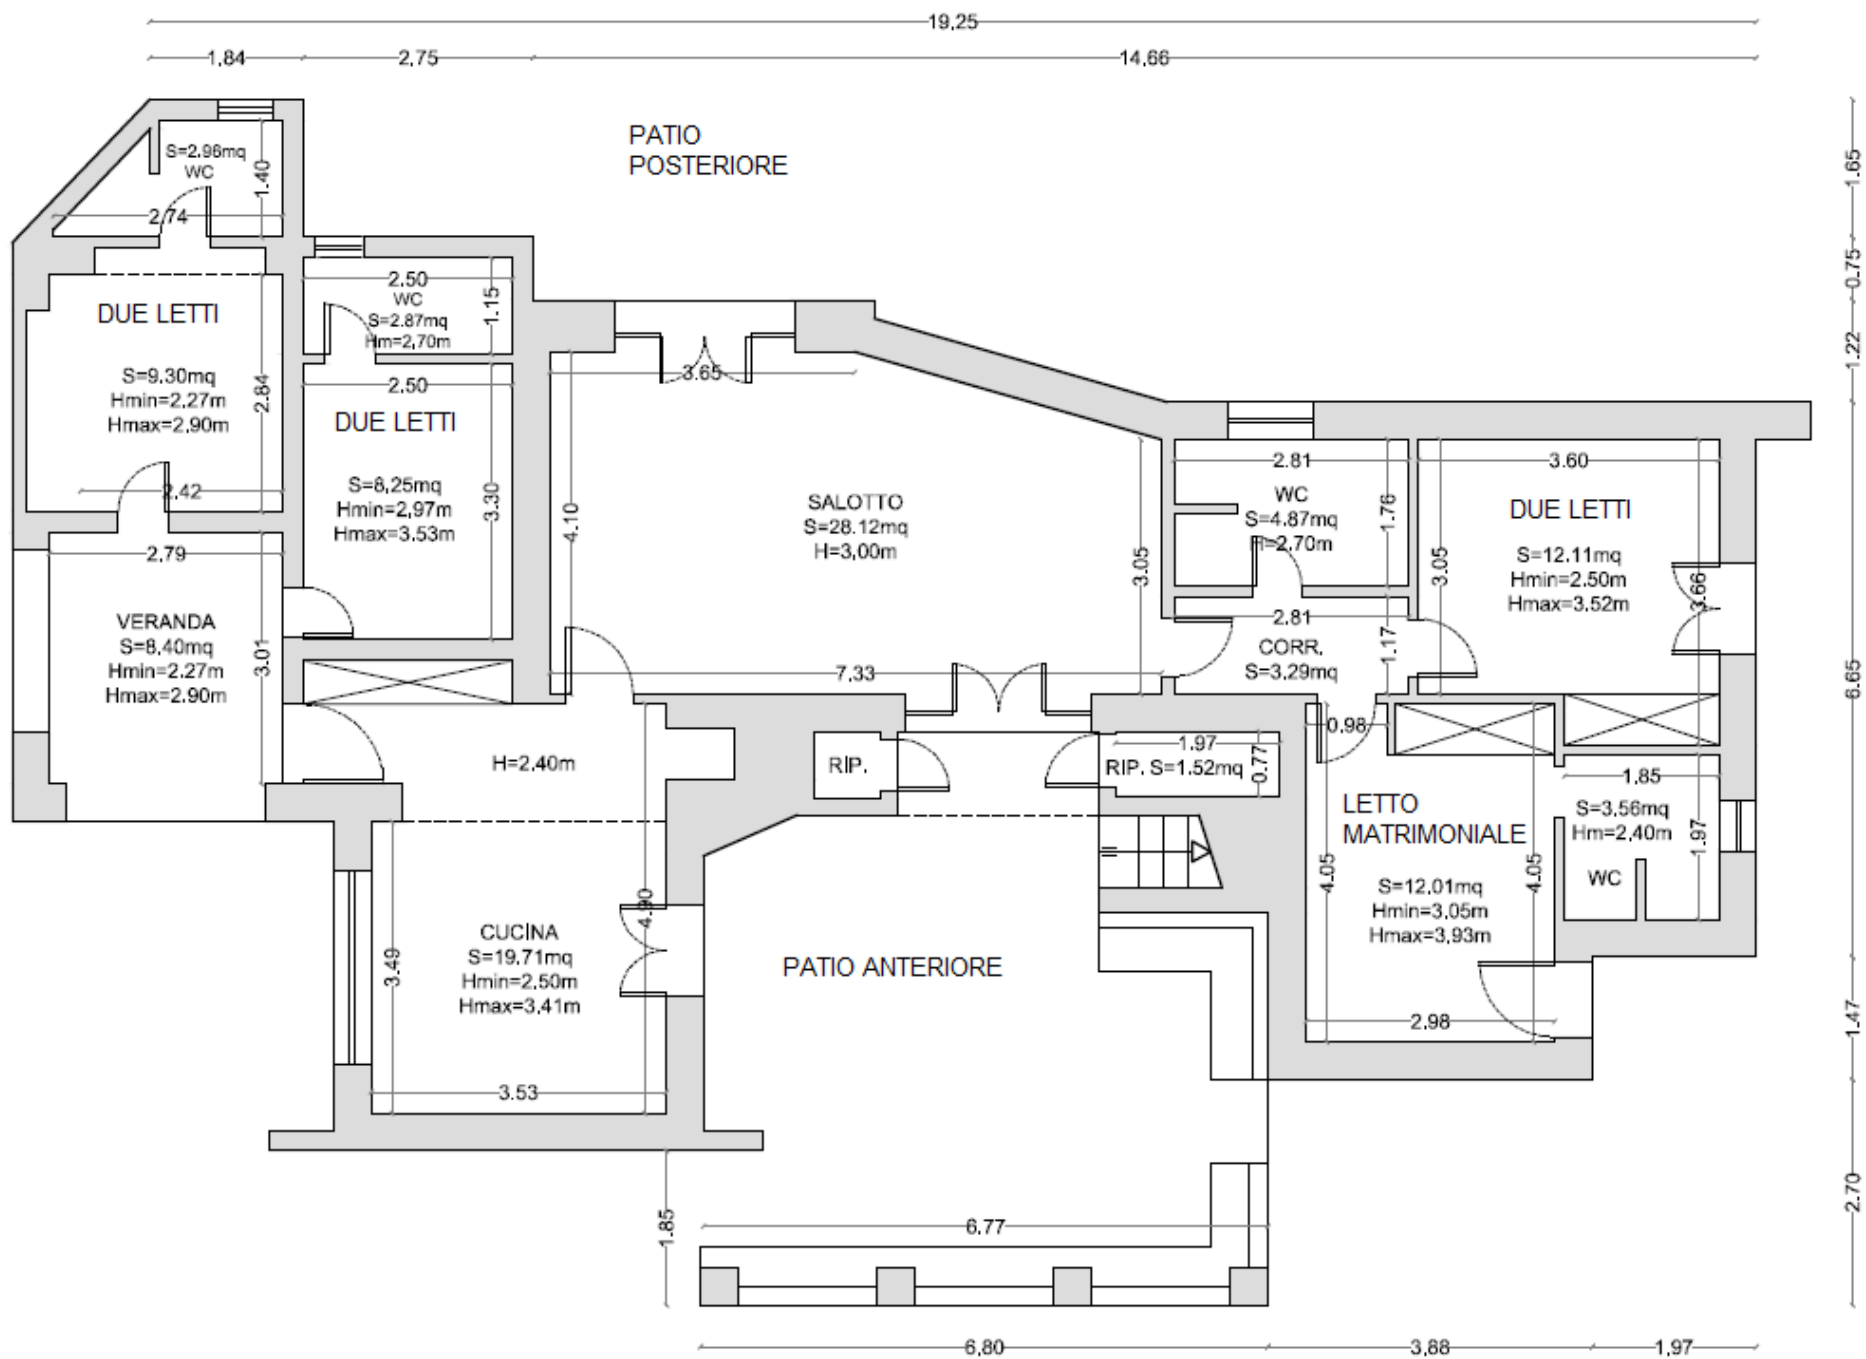 19,25
1,84
2,75
14,66
PATIO
POSTERIORE
S=2.96mq
WC
1.40
2.74
1.65
0.75
1.22
6.65
1.47
2.70
DUE LETTI
S=9.30mq
Hmin=2,27m
Hmax=2,90m
2.84
2.42
2.50
WC
S=2.87mq
Hm=2,70m
1.15
2.50
DUE LETTI
S=8,25mq
Hmin=2,97m
Hmax=3.53m
3.30
3.65
4.10
SALOTTO
S=28.12mq
H=3,00m
3.05
7.33
2.81
WC
S=4.87mq
H=2.70m
1.76
3.60
DUE LETTI
S=12.11mq
Hmin=2.50m
Hmax=3.52m
3.05
3.66
2.81
CORR.
S=3.29mq
1.17
2.79
VERANDA
S=8,40mq
Hmin=2.27m
Hmax=2.90m
3.01
H=2.40m
RIP.
1.97
RIP. S=1.52mq
0.77
0.98
LETTO
MATRIMONIALE
S=12.01mq
Hmin=3.05m
Hmax=3,93m
4.05
4.05
2.98
1.85
S=3.56mq
Hm=2,40m
WC
1.97
CUCINA
S=19.71mq
Hmin=2.50m
Hmax=3,41m
4.90
3.49
3.53
PATIO ANTERIORE
1.85
6.77
6,80
3,88
1,97